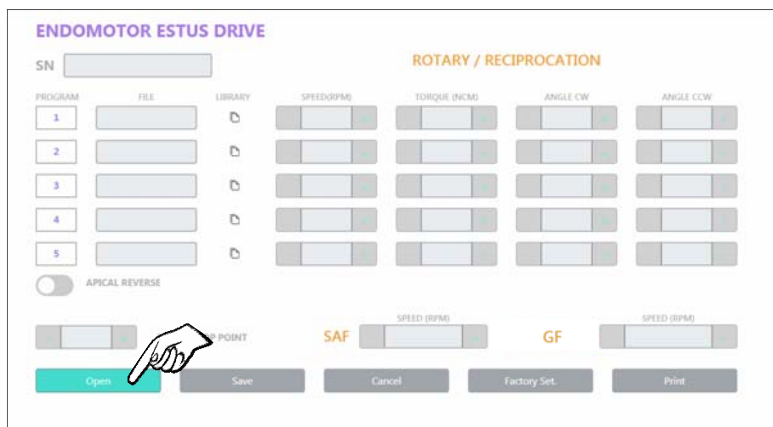 ENDOMOTOR ESTUS DRIVE
SN
ROTARY / RECIPROCATION
PROGRAM FILE LIBRARY SPEED(RPM) TORQUE (NCM) ANGLE CW ANGLE CCW
1
2
3
4
5
APICAL REVERSE
SPEED (RPM) SPEED (RPM)
POINT SAF GF
Open Save Cancel Factory Set. Print